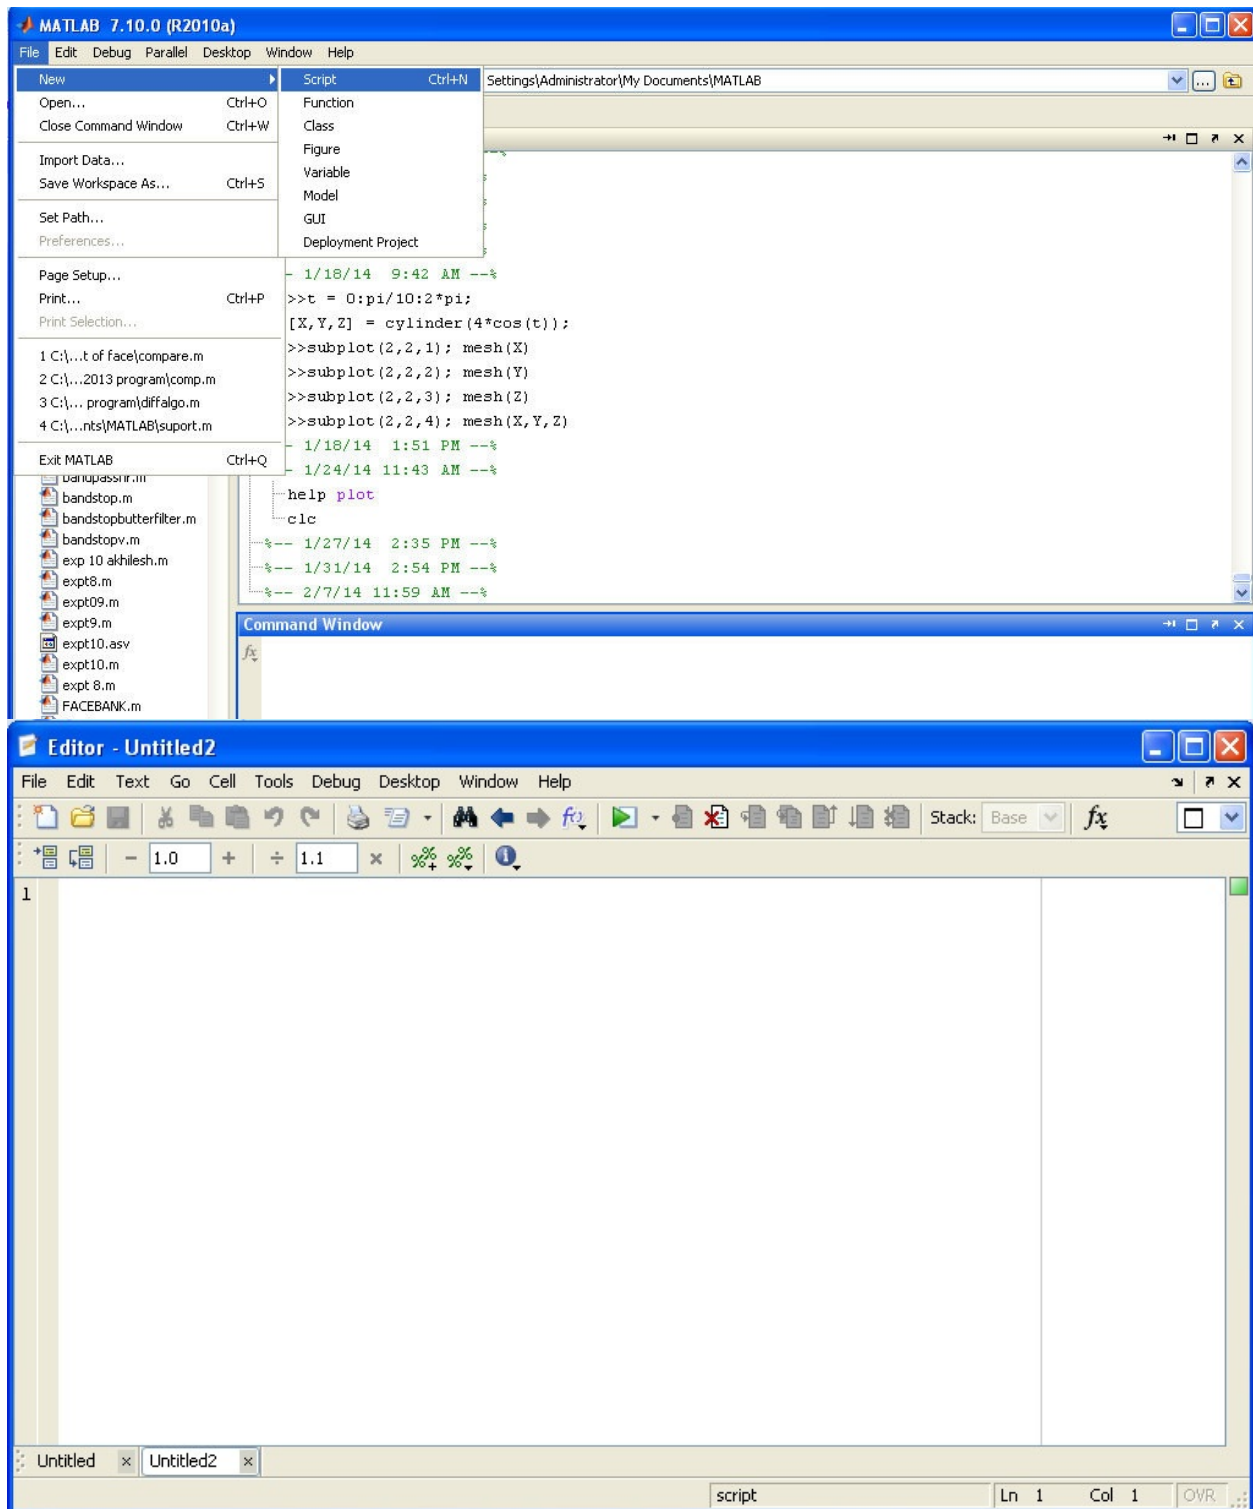 MATLAB 7.10.0 (R2010a)
File Edit Debug Parallel Desktop Window Help
New
Open... Ctrl+O
Close Command Window Ctrl+W
Import Data...
Save Workspace As... Ctrl+S
Set Path...
Preferences...
Page Setup...
Print... Ctrl+P
Print Selection...
1 C:\...t of face\compare.m
2 C:\...2013 program\comp.m
3 C:\... program\diffalgo.m
4 C:\...nts\MATLAB\suport.m
Exit MATLAB Ctrl+Q
Script Ctrl+N
Function
Class
Figure
Variable
Model
GUI
Deployment Project
Settings\Administrator\My Documents\MATLAB
- 1/18/14 9:42 AM --%
>>t = 0:pi/10:2*pi;
[X,Y,Z] = cylinder(4*cos(t));
>>subplot(2,2,1); mesh(X)
>>subplot(2,2,2); mesh(Y)
>>subplot(2,2,3); mesh(Z)
>>subplot(2,2,4); mesh(X,Y,Z)
- 1/18/14 1:51 PM --%
- 1/24/14 11:43 AM --%
help plot
clc
%-- 1/27/14 2:35 PM --%
%-- 1/31/14 2:54 PM --%
%-- 2/7/14 11:59 AM --%
bandstop.m
bandstopbutterfilter.m
bandstopv.m
exp 10 akhilesh.m
expt8.m
expt09.m
expt9.m
expt10.asv
expt10.m
expt 8.m
FACEBANK.m
Command Window
fx
Editor - Untitled2
File Edit Text Go Cell Tools Debug Desktop Window Help
Stack: Base fx
- 1.0 + ÷ 1.1 ×
1
Untitled × Untitled2 ×
script Ln 1 Col 1 OVR